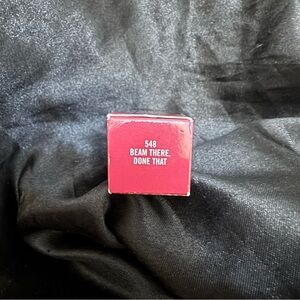 548
BEAM THERE,
DONE THAT